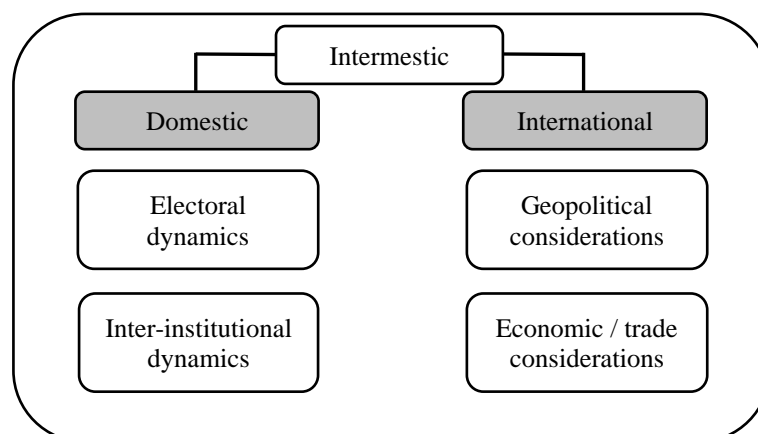 Intermestic
Domestic
International
Electoral
dynamics
Geopolitical
considerations
Inter-institutional
dynamics
Economic / trade
considerations